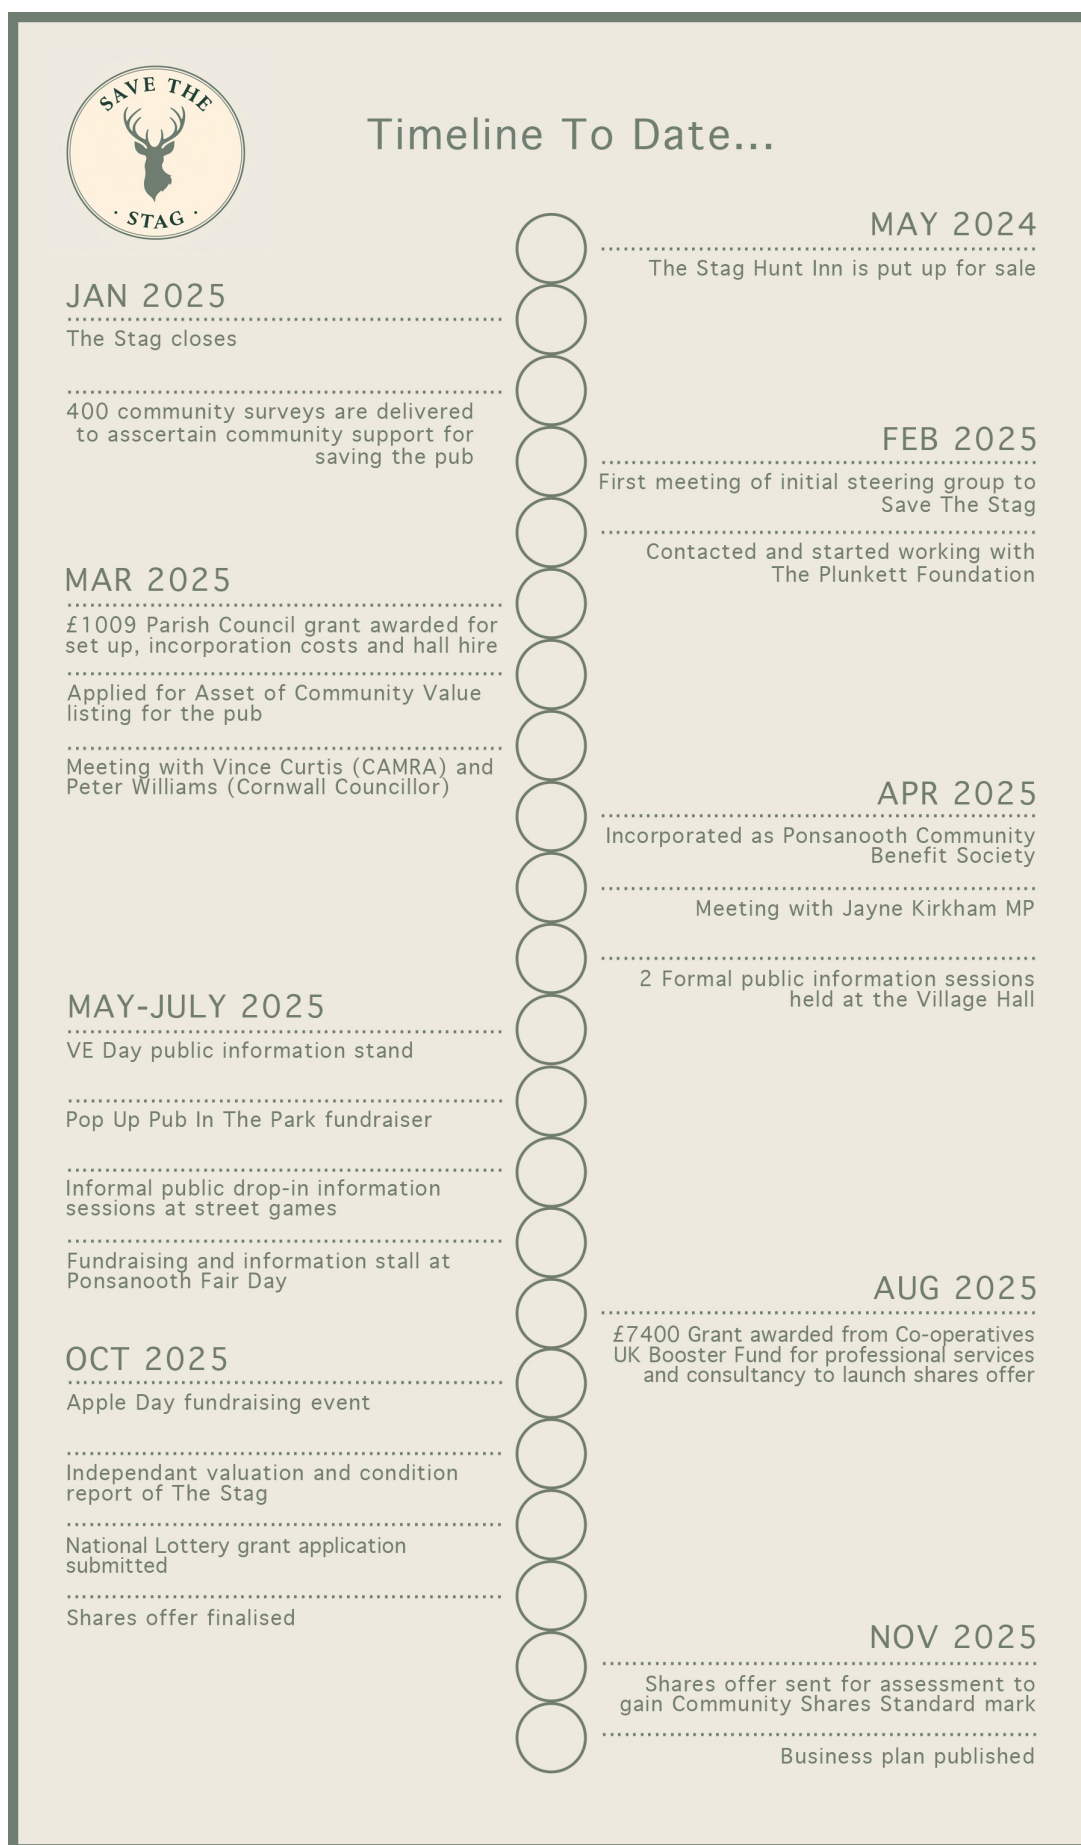 SAVE THE
· STAG ·
Timeline To Date...
MAY 2024
The Stag Hunt Inn is put up for sale
JAN 2025
The Stag closes
400 community surveys are delivered
to asscertain community support for
saving the pub
FEB 2025
First meeting of initial steering group to
Save The Stag
Contacted and started working with
The Plunkett Foundation
MAR 2025
£1009 Parish Council grant awarded for
set up, incorporation costs and hall hire
Applied for Asset of Community Value
listing for the pub
Meeting with Vince Curtis (CAMRA) and
Peter Williams (Cornwall Councillor)
APR 2025
Incorporated as Ponsanooth Community
Benefit Society
Meeting with Jayne Kirkham MP
2 Formal public information sessions
held at the Village Hall
MAY-JULY 2025
VE Day public information stand
Pop Up Pub In The Park fundraiser
Informal public drop-in information
sessions at street games
Fundraising and information stall at
Ponsanooth Fair Day
AUG 2025
£7400 Grant awarded from Co-operatives
UK Booster Fund for professional services
and consultancy to launch shares offer
OCT 2025
Apple Day fundraising event
Independant valuation and condition
report of The Stag
National Lottery grant application
submitted
Shares offer finalised
NOV 2025
Shares offer sent for assessment to
gain Community Shares Standard mark
Business plan published